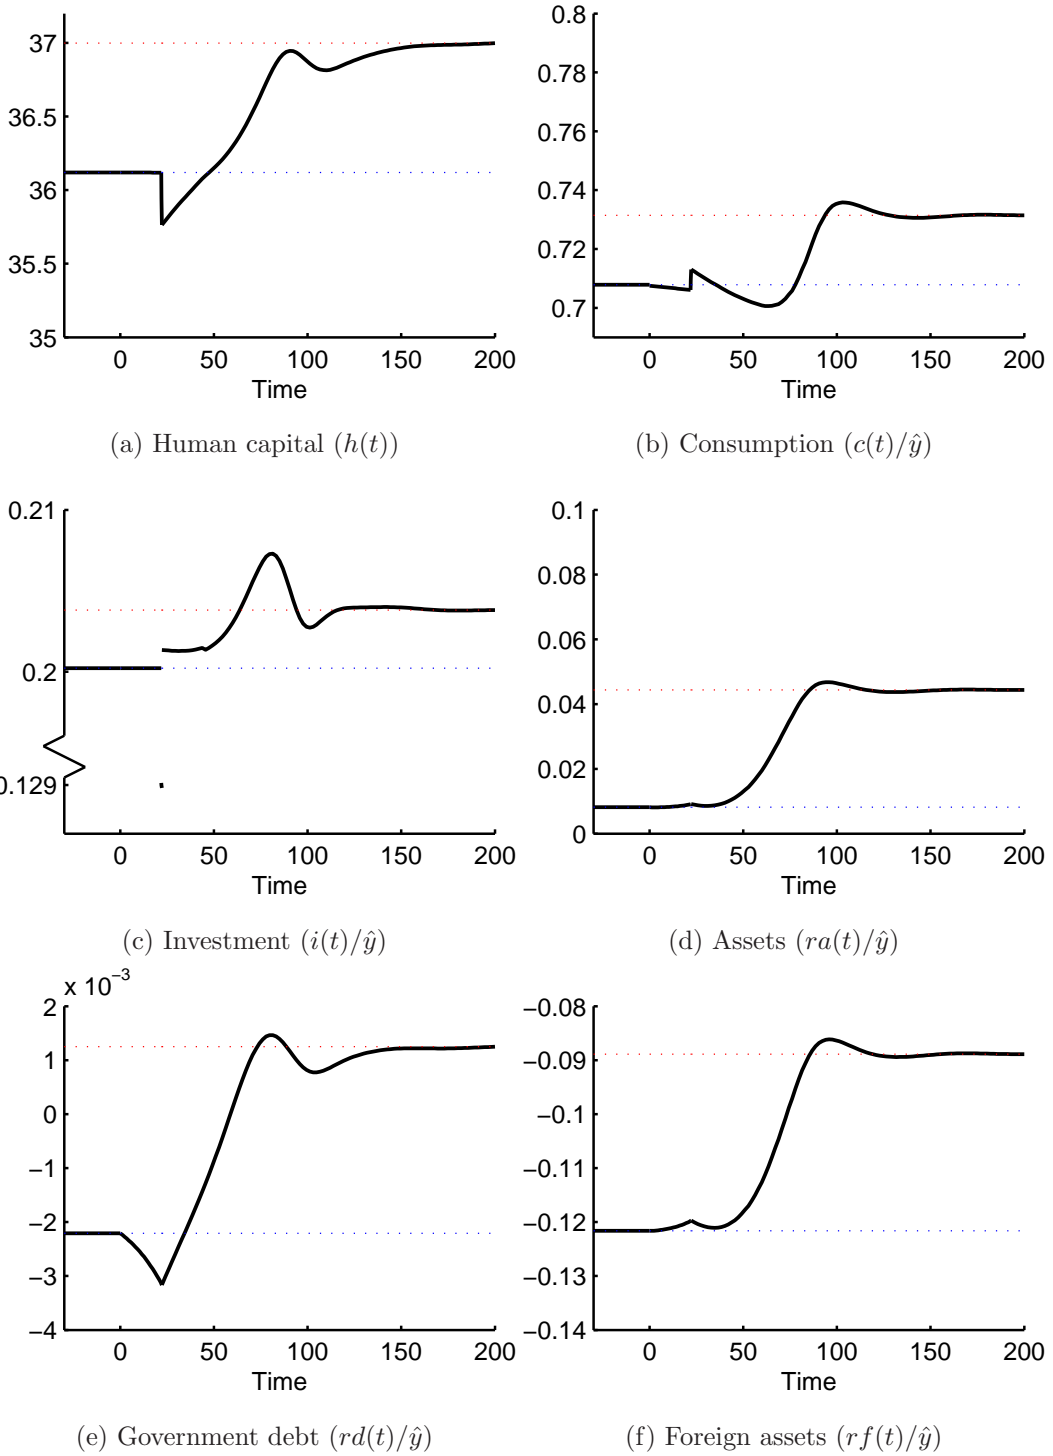 37
36.5
36
35.5
35
0 50 100 150 200
Time
(a) Human capital (h(t))
0.8
0.78
0.76
0.74
0.72
0.7
0 50 100 150 200
Time
(b) Consumption (c(t)/ŷ)
0.21
0.2
0.129
0 50 100 150 200
Time
(c) Investment (i(t)/ŷ)
0.1
0.08
0.06
0.04
0.02
0
0 50 100 150 200
Time
(d) Assets (ra(t)/ŷ)
x 10⁻³
2
1
0
−1
−2
−3
−4
0 50 100 150 200
Time
(e) Government debt (rd(t)/ŷ)
−0.08
−0.09
−0.1
−0.11
−0.12
−0.13
−0.14
0 50 100 150 200
Time
(f) Foreign assets (rf(t)/ŷ)